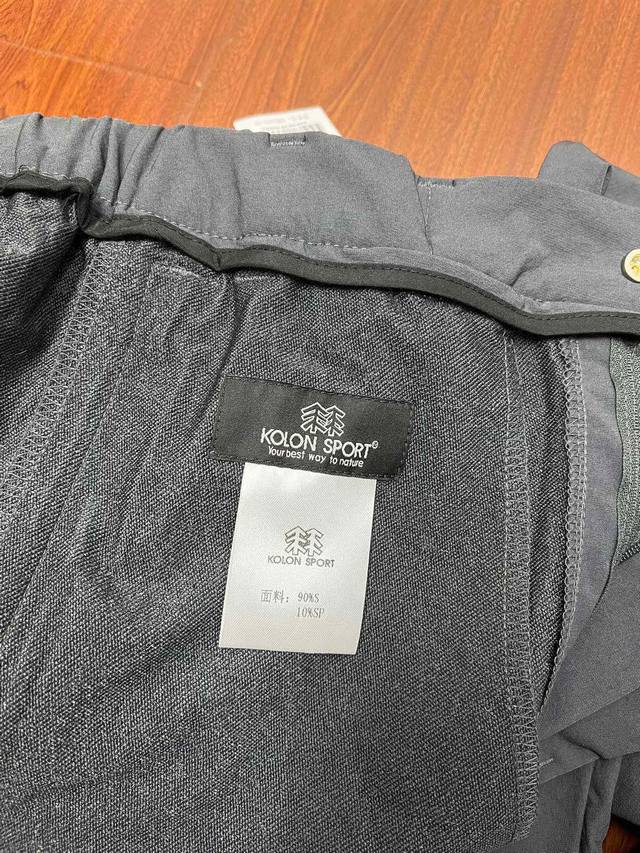 KOLON SPORT®
Your best way to nature
KOLON SPORT
面料: 90%S
10%SP